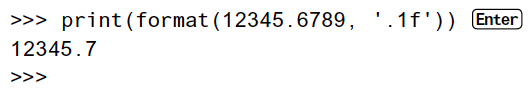 >>> print(format(12345.6789, '.1f')) Enter
12345.7
>>>